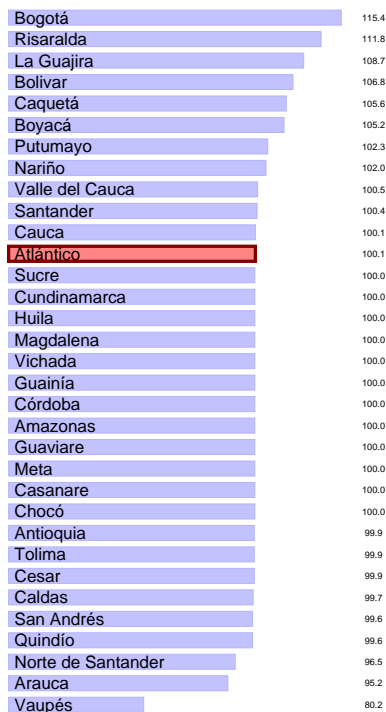 Bogotá 115.4
Risaralda 111.8
La Guajira 108.7
Bolivar 106.8
Caquetá 105.6
Boyacá 105.2
Putumayo 102.3
Nariño 102.0
Valle del Cauca 100.5
Santander 100.4
Cauca 100.1
Atlántico 100.1
Sucre 100.0
Cundinamarca 100.0
Huila 100.0
Magdalena 100.0
Vichada 100.0
Guainía 100.0
Córdoba 100.0
Amazonas 100.0
Guaviare 100.0
Meta 100.0
Casanare 100.0
Chocó 100.0
Antioquia 99.9
Tolima 99.9
Cesar 99.9
Caldas 99.7
San Andrés 99.6
Quindío 99.6
Norte de Santander 96.5
Arauca 95.2
Vaupés 80.2